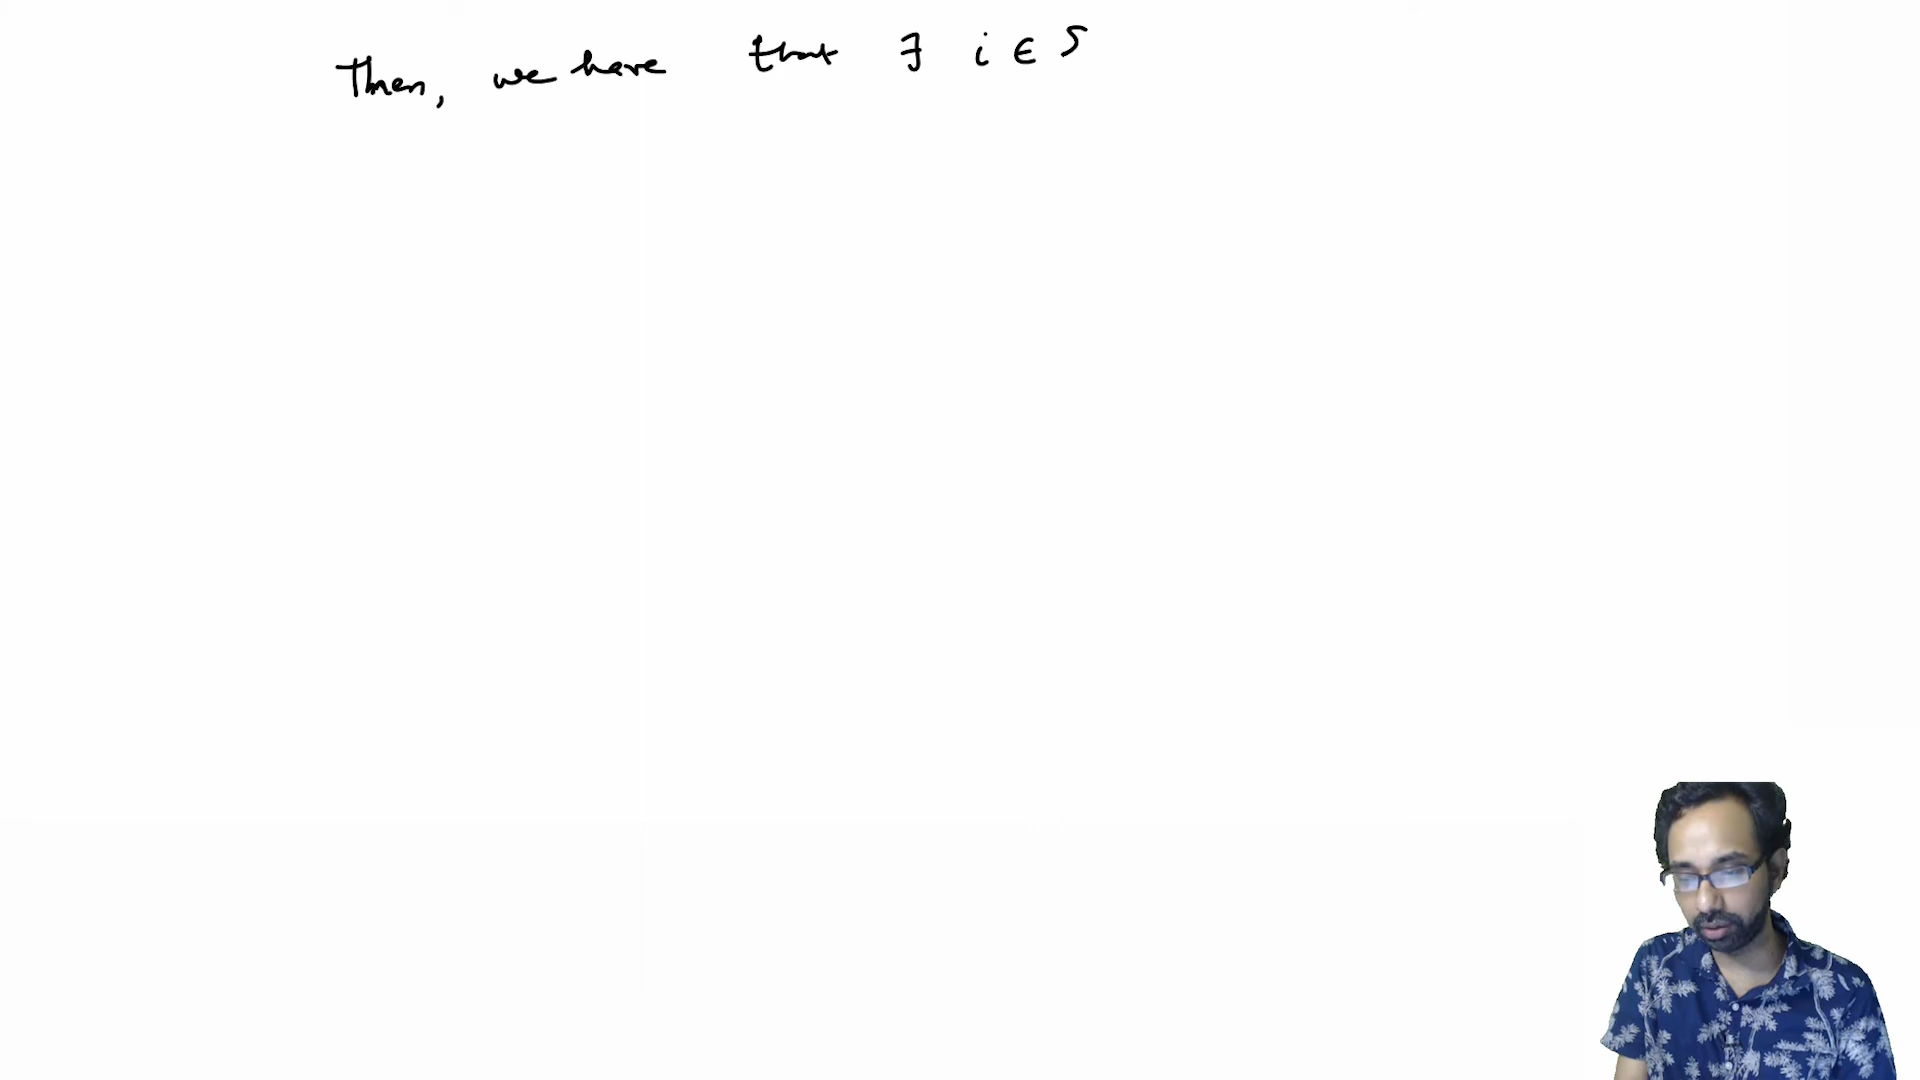 Then, we have that ∃ i ∈ S